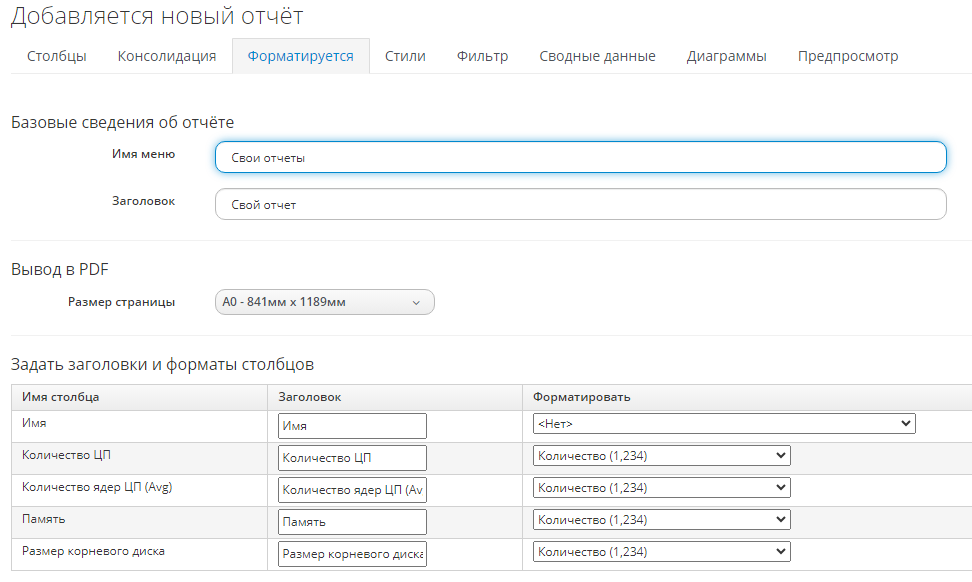 Добавляется новый отчёт
Столбцы Консолидация Форматируется Стили Фильтр Сводные данные Диаграммы Предпросмотр
Базовые сведения об отчёте
Имя меню Свои отчеты
Заголовок Свой отчет
Вывод в PDF
Размер страницы A0 - 841мм x 1189мм
Задать заголовки и форматы столбцов
Имя столбца Заголовок Форматировать
Имя Имя <Нет>
Количество ЦП Количество ЦП Количество (1,234)
Количество ядер ЦП (Avg) Количество ядер ЦП (Av Количество (1,234)
Память Память Количество (1,234)
Размер корневого диска Размер корневого диска Количество (1,234)